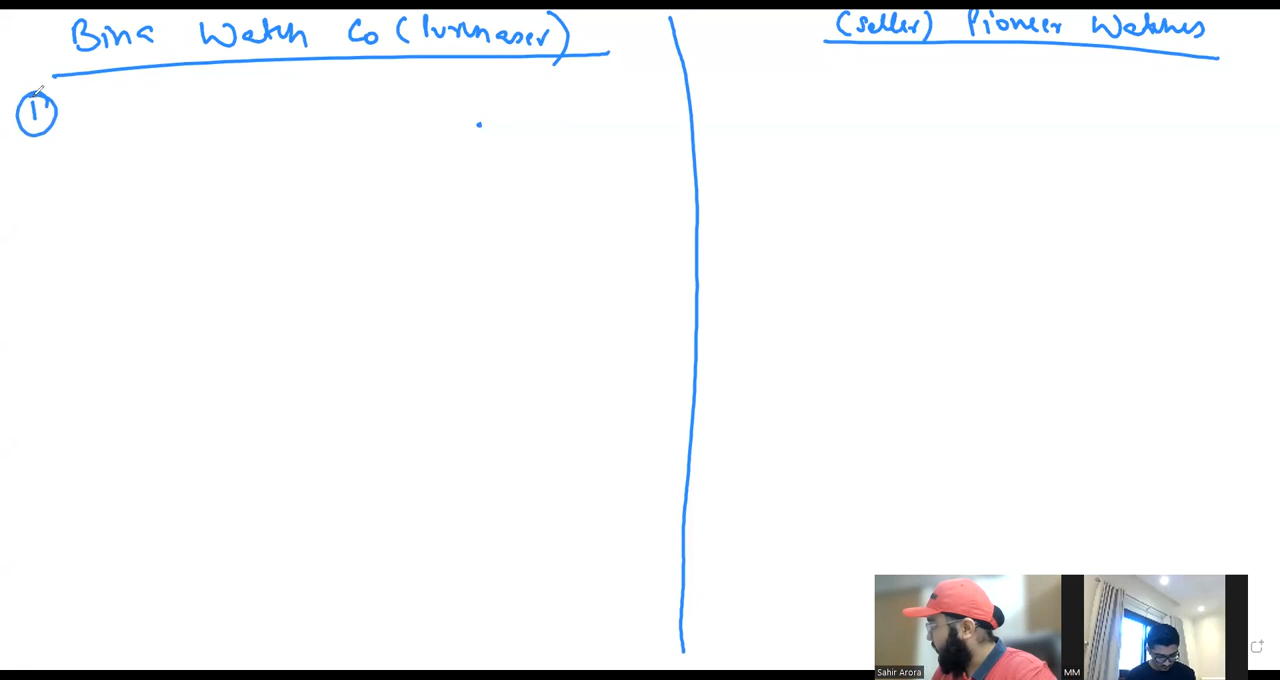 Bina Watch Co (Purchaser)
(seller) Pioneer Watches
1
Sahir Arora
MM